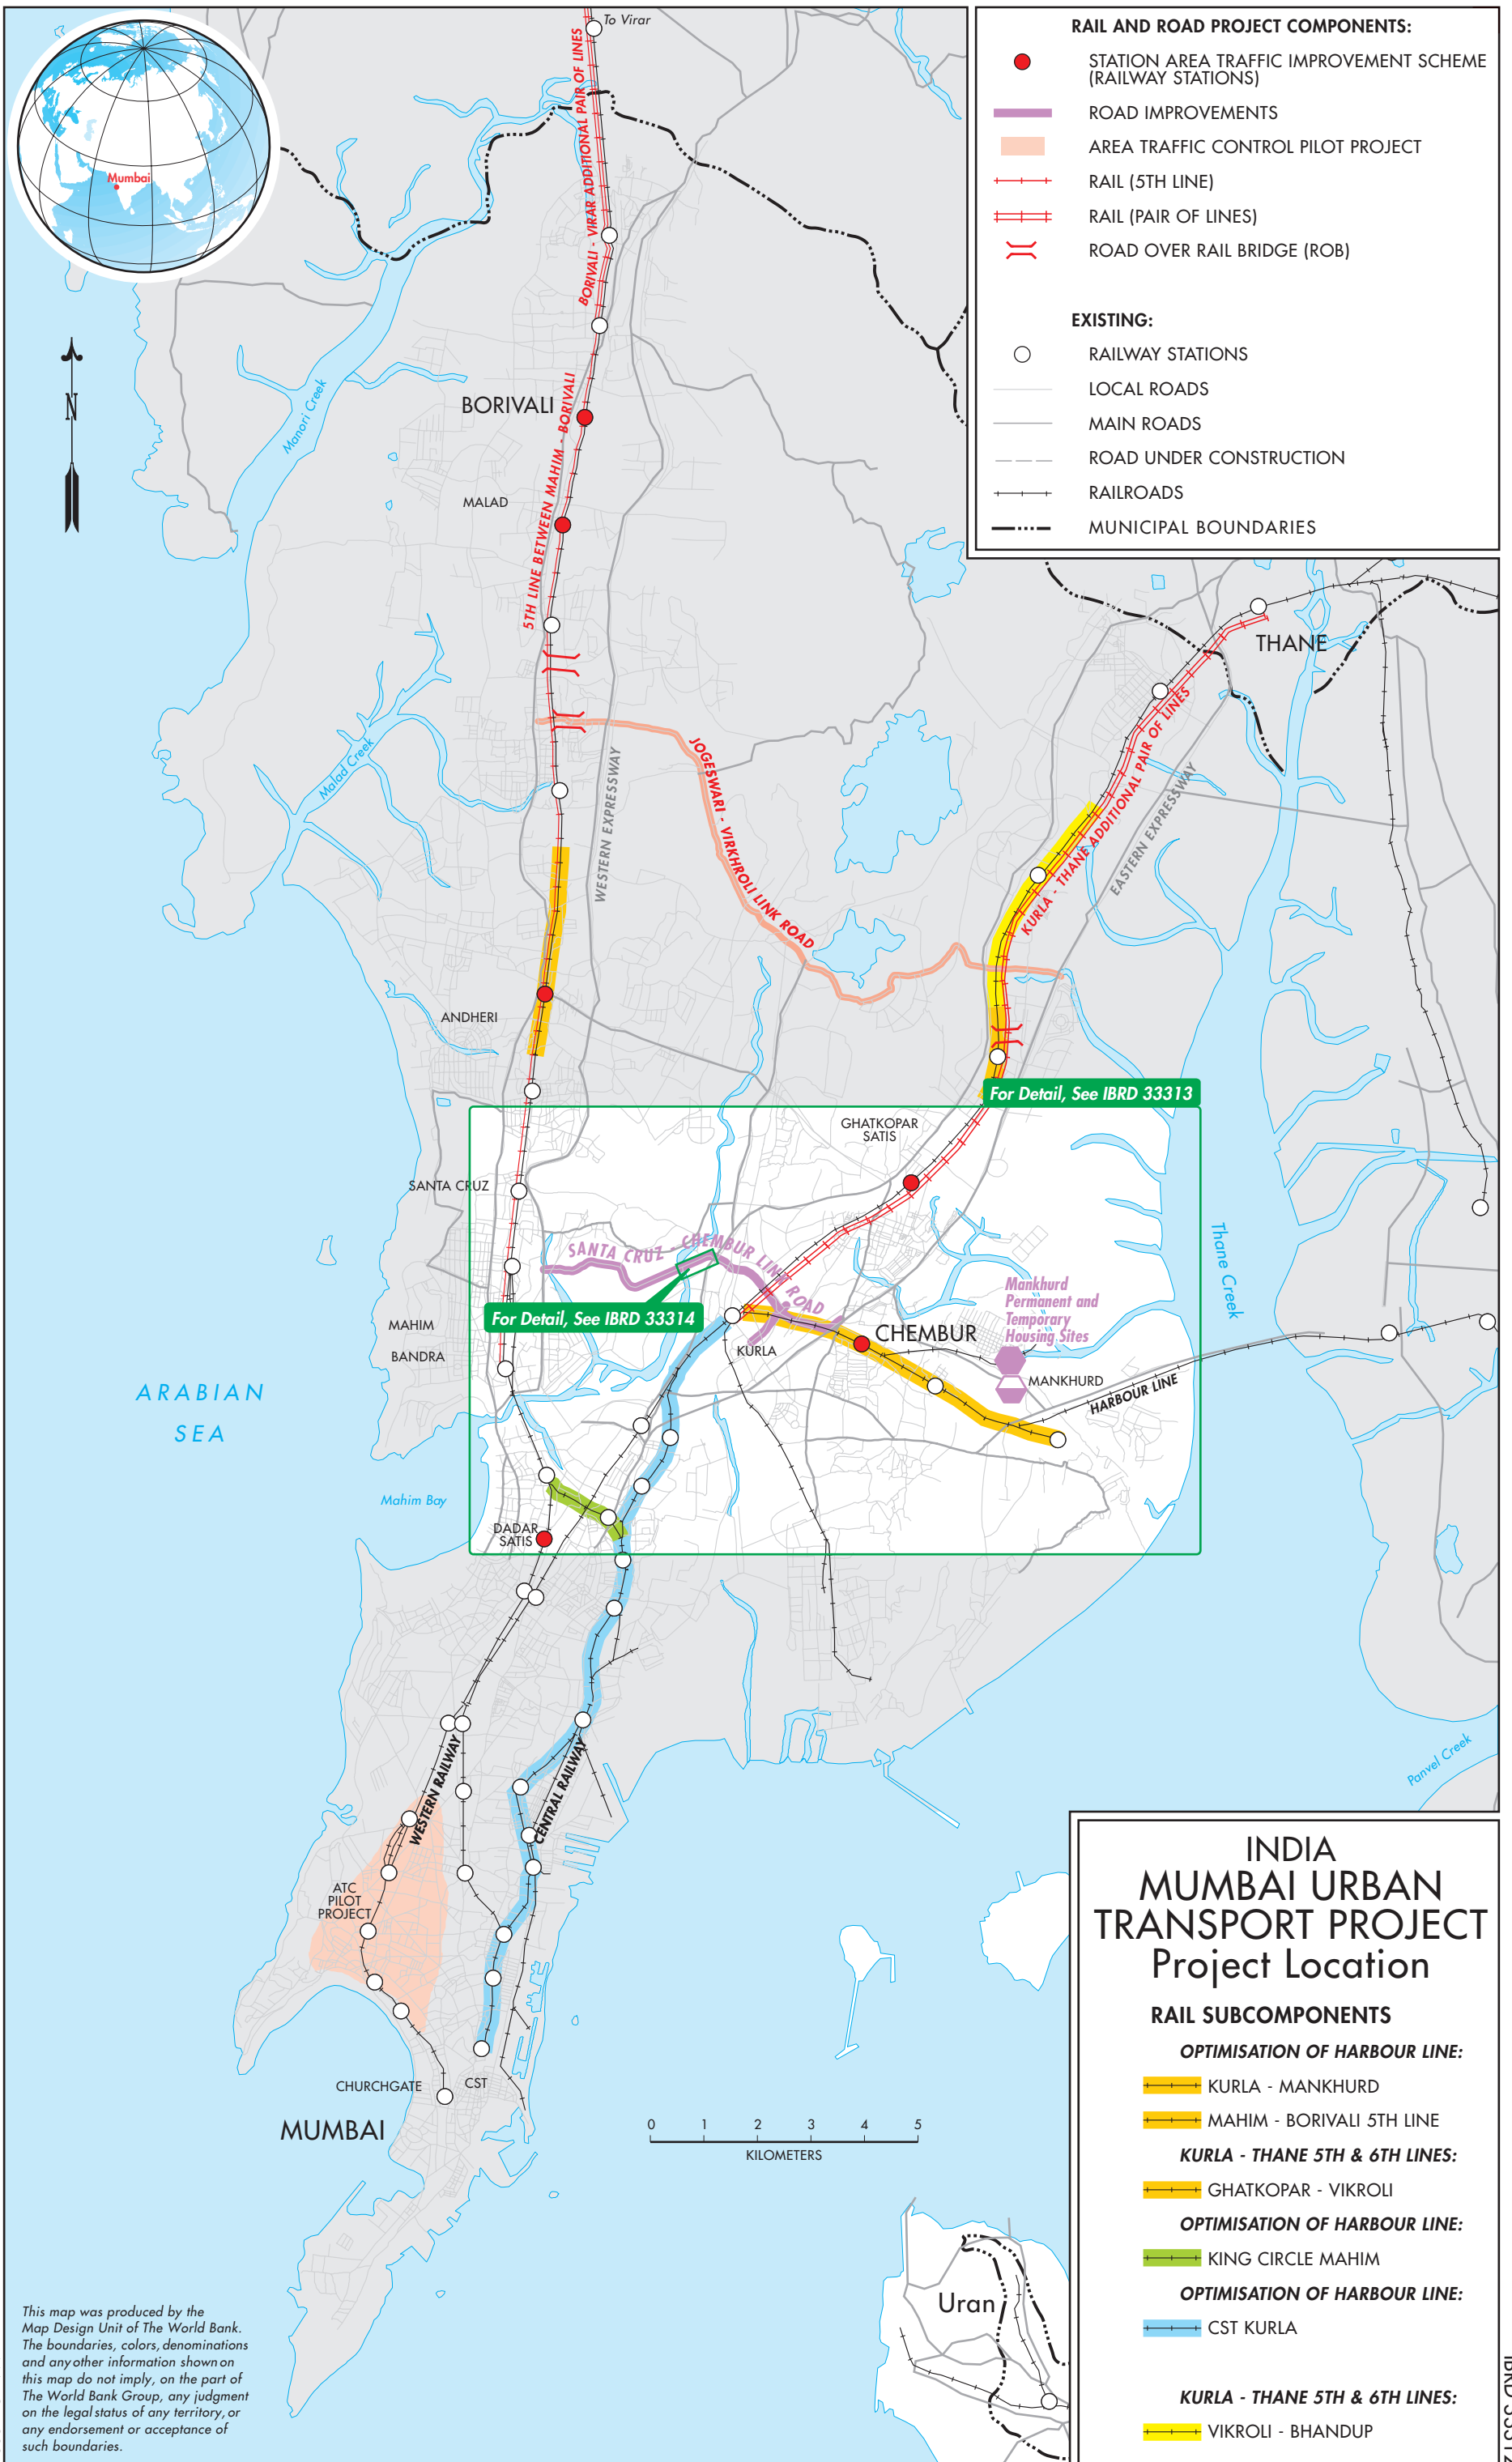 To Virar
Mumbai
BORIVALI - VIRAR ADDITIONAL PAIR OF LINES
RAIL AND ROAD PROJECT COMPONENTS:
STATION AREA TRAFFIC IMPROVEMENT SCHEME
(RAILWAY STATIONS)
ROAD IMPROVEMENTS
AREA TRAFFIC CONTROL PILOT PROJECT
RAIL (5TH LINE)
RAIL (PAIR OF LINES)
ROAD OVER RAIL BRIDGE (ROB)
EXISTING:
RAILWAY STATIONS
LOCAL ROADS
MAIN ROADS
ROAD UNDER CONSTRUCTION
RAILROADS
MUNICIPAL BOUNDARIES
N
Manori Creek
BORIVALI
5TH LINE BETWEEN MAHIM - BORIVALI
MALAD
THANE
Malad Creek
WESTERN EXPRESSWAY
JOGESWARI - VIRKHROLI LINK ROAD
KURLA - THANE ADDITIONAL PAIR OF LINES
EASTERN EXPRESSWAY
ANDHERI
For Detail, See IBRD 33313
GHATKOPAR
SATIS
SANTA CRUZ
SANTA CRUZ - CHEMBUR LINK ROAD
Thane Creek
For Detail, See IBRD 33314
Mankhurd
Permanent and
Temporary
Housing Sites
MAHIM
BANDRA
KURLA
CHEMBUR
MANKHURD
HARBOUR LINE
ARABIAN
SEA
Mahim Bay
DADAR
SATIS
WESTERN RAILWAY
CENTRAL RAILWAY
Panvel Creek
ATC
PILOT
PROJECT
CHURCHGATE
CST
MUMBAI
0 1 2 3 4 5
KILOMETERS
Uran
INDIA
MUMBAI URBAN
TRANSPORT PROJECT
Project Location
RAIL SUBCOMPONENTS
OPTIMISATION OF HARBOUR LINE:
KURLA - MANKHURD
MAHIM - BORIVALI 5TH LINE
KURLA - THANE 5TH & 6TH LINES:
GHATKOPAR - VIKROLI
OPTIMISATION OF HARBOUR LINE:
KING CIRCLE MAHIM
OPTIMISATION OF HARBOUR LINE:
CST KURLA
KURLA - THANE 5TH & 6TH LINES:
VIKROLI - BHANDUP
This map was produced by the
Map Design Unit of The World Bank.
The boundaries, colors, denominations
and any other information shown on
this map do not imply, on the part of
The World Bank Group, any judgment
on the legal status of any territory, or
any endorsement or acceptance of
such boundaries.